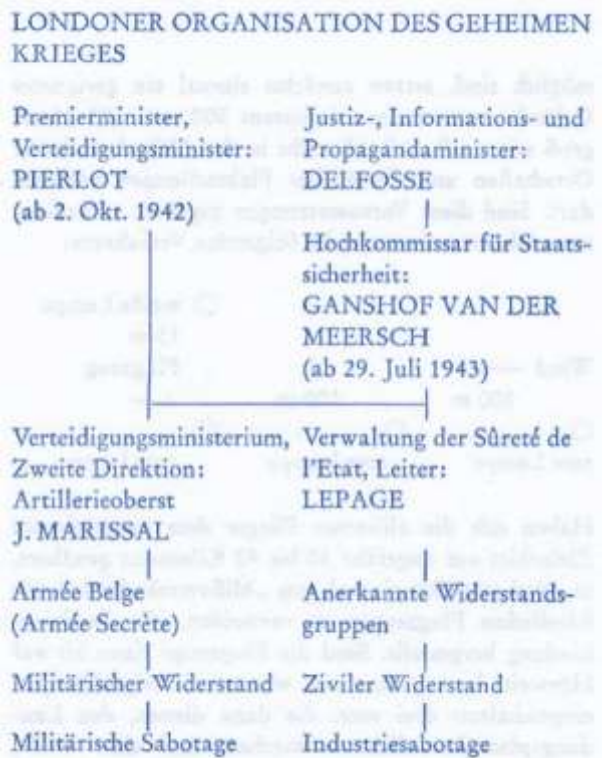 LONDONER ORGANISATION DES GEHEIMEN
KRIEGES
Premierminister,
Verteidigungsminister:
PIERLOT
(ab 2. Okt. 1942)
Justiz-, Informations- und
Propagandaminister:
DELFOSSE
Hochkommissar für Staats-
sicherheit:
GANSHOF VAN DER
MEERSCH
(ab 29. Juli 1943)
Verteidigungsministerium,
Zweite Direktion:
Artillerieoberst
J. MARISSAL
Verwaltung der Sûreté de
l'Etat, Leiter:
LEPAGE
Armée Belge
(Armée Secrète)
Anerkannte Widerstands-
gruppen
Militärischer Widerstand
Ziviler Widerstand
Militärische Sabotage
Industriesabotage